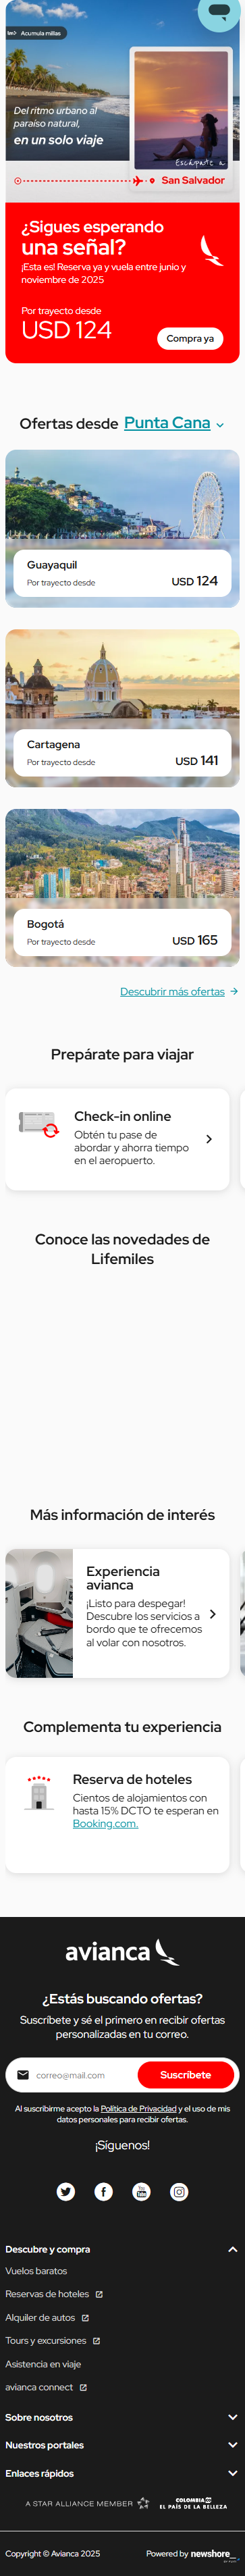 Acumula millas
Del ritmo urbano al
paraíso natural,
en un solo viaje
Escápate a
San Salvador
¿Sigues esperando
una señal?
¡Esta es! Reserva ya y vuela entre junio y
noviembre de 2025
Por trayecto desde
USD 124
Compra ya
Ofertas desde Punta Cana
Guayaquil
Por trayecto desde
USD 124
Cartagena
Por trayecto desde
USD 141
Bogotá
Por trayecto desde
USD 165
Descubrir más ofertas
Prepárate para viajar
Check-in online
Obtén tu pase de
abordar y ahorra tiempo
en el aeropuerto.
Conoce las novedades de
Lifemiles
Más información de interés
Experiencia
avianca
¡Listo para despegar!
Descubre los servicios a
bordo que te ofrecemos
al volar con nosotros.
Complementa tu experiencia
Reserva de hoteles
Cientos de alojamientos con
hasta 15% DCTO te esperan en
Booking.com.
avianca
¿Estás buscando ofertas?
Suscríbete y sé el primero en recibir ofertas
personalizadas en tu correo.
correo@mail.com
Suscríbete
Al suscribirme acepto la Política de Privacidad y el uso de mis
datos personales para recibir ofertas.
¡Síguenos!
Descubre y compra
Vuelos baratos
Reservas de hoteles
Alquiler de autos
Tours y excursiones
Asistencia en viaje
avianca connect
Sobre nosotros
Nuestros portales
Enlaces rápidos
A STAR ALLIANCE MEMBER
COLOMBIA
EL PAÍS DE LA BELLEZA
Copyright © Avianca 2025
Powered by newshore_